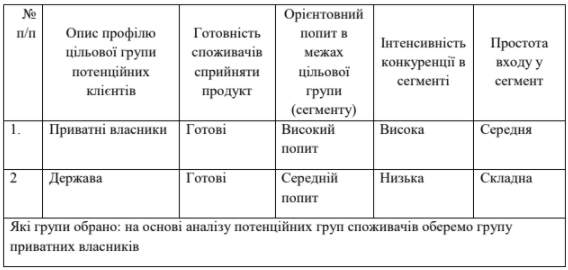 №
п/п
Опис профілю
цільової групи
потенційних
клієнтів
Готовність
споживачів
сприйняти
продукт
Орієнтовний
попит в
межах
цільової
групи
(сегменту)
Інтенсивність
конкуренції в
сегменті
Простота
входу у
сегмент
1.
Приватні власники
Готові
Високий
попит
Висока
Середня
2
Держава
Готові
Середній
попит
Низька
Складна
Які групи обрано: на основі аналізу потенційних груп споживачів оберемо групу
приватних власників